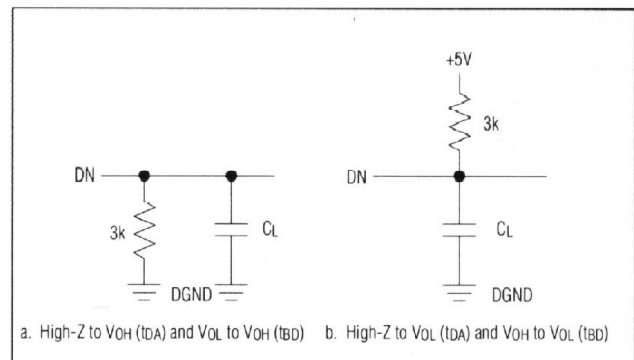 DN
3k
CL
DGND
a. High-Z to VOH (tDA) and VOL to VOH (tBD)
+5V
3k
DN
CL
DGND
b. High-Z to VOL (tDA) and VOH to VOL (tBD)